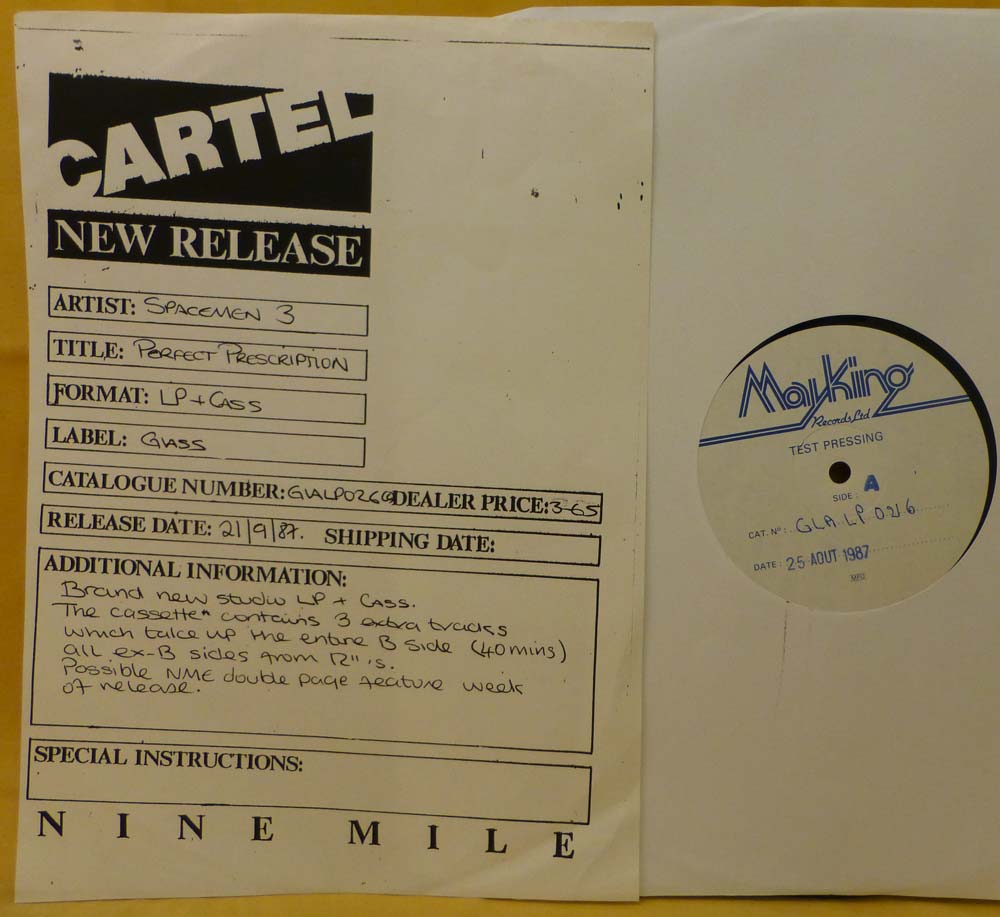 CARTEL
NEW RELEASE
ARTIST: SPACEMEN 3
TITLE: PERFECT PRESCRIPTION
FORMAT: LP + CASS
LABEL: GLASS
CATALOGUE NUMBER: GLALP026 DEALER PRICE: 3-65
RELEASE DATE: 21/9/87. SHIPPING DATE:
ADDITIONAL INFORMATION:
Brand new studio LP + Cass.
The cassette* contains 3 extra tracks
which take up the entire B side (40 mins)
all ex-B sides from 12"'s.
Possible NME double page feature week
of release.
SPECIAL INSTRUCTIONS:
NINE MILE
MayKing
Records Ltd
TEST PRESSING
SIDE: A
CAT. Nº: GLA LP 026
DATE: 25 AOUT 1987
MPO